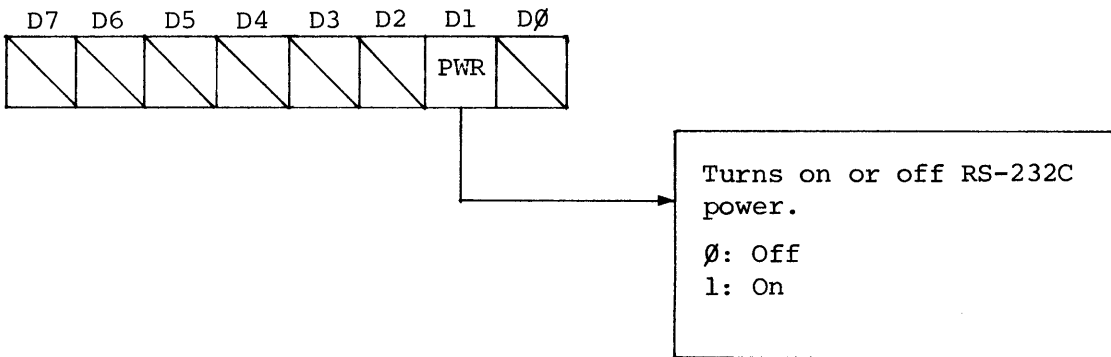 D7 D6 D5 D4 D3 D2 D1 DØ
PWR
Turns on or off RS-232C
power.
Ø: Off
1: On